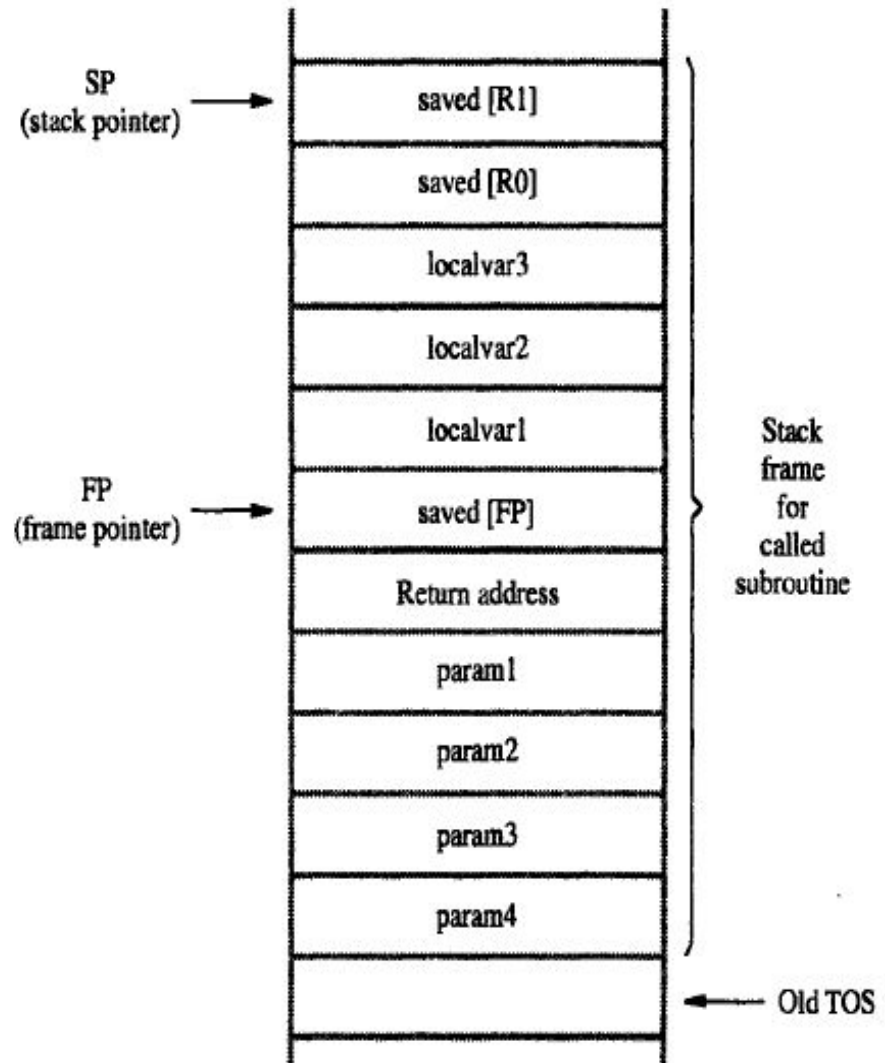 SP
(stack pointer)
saved [R1]
saved [R0]
localvar3
localvar2
localvar1
FP
(frame pointer)
saved [FP]
Stack
frame
for
called
subroutine
Return address
param1
param2
param3
param4
Old TOS